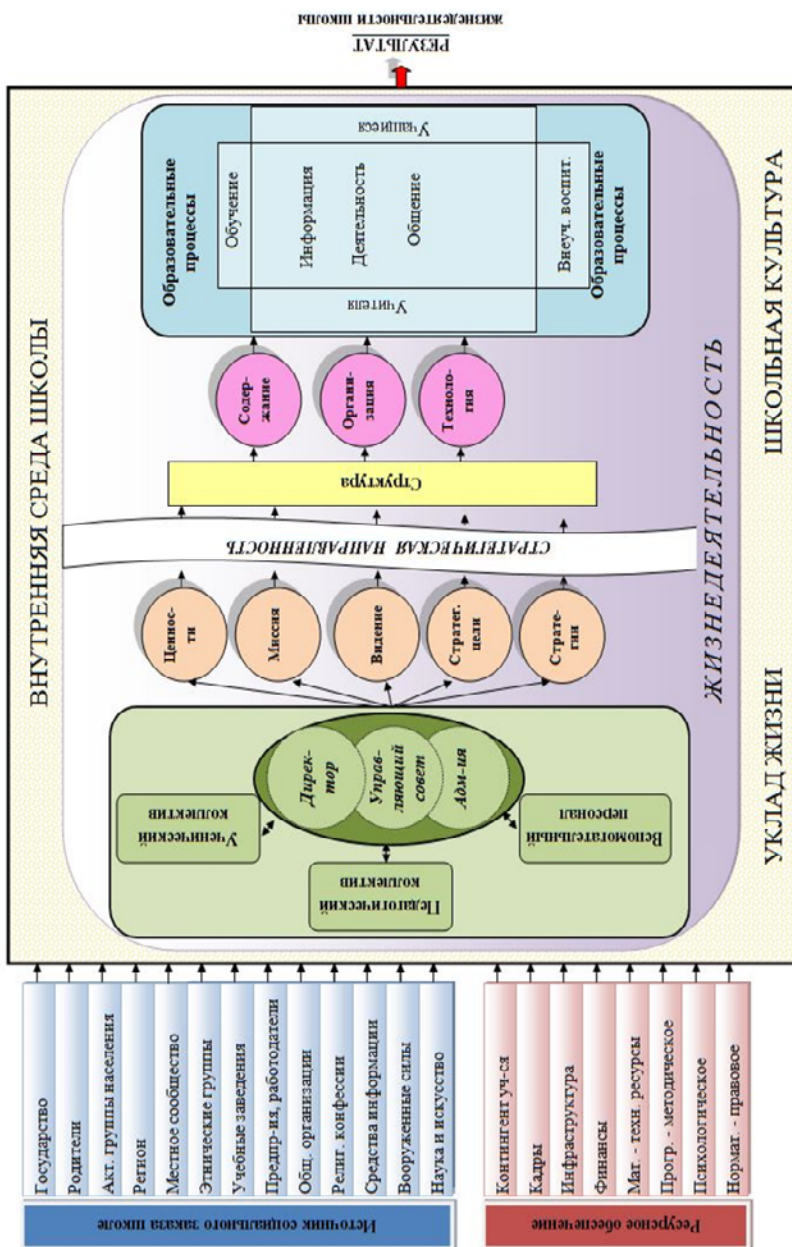 ВНУТРЕННЯЯ СРЕДА ШКОЛЫ
Источник социального заказа школе
Государство
Родители
Акт. группы населения
Регион
Местное сообщество
Этнические группы
Учебные заведения
Предпр-ия, работодатели
Общ. организации
Религ. конфессии
Средства информации
Вооруженные силы
Наука и искусство
Ресурсное обеспечение
Контингент уч-ся
Кадры
Инфраструктура
Финансы
Мат. - техн. ресурсы
Прогр. - методическое
Психологическое
Нормат. - правовое
Ученический
коллектив
Педагогический
коллектив
Вспомогательный
персонал
Дирек-
тор
Управ-
ляющий
совет
Адм-ия
Ценнос-
ти
Миссия
Видение
Стратег.
цели
Страте-
гии
СТРАТЕГИЧЕСКАЯ НАПРАВЛЕННОСТЬ
Структура
Содер-
жание
Органи-
зация
Техноло-
гия
Образовательные
процессы
Обучение
Учителя
Информация
Деятельность
Общение
Учащиеся
Внеуч. воспит.
Образовательные
процессы
ЖИЗНЕДЕЯТЕЛЬНОСТЬ
УКЛАД ЖИЗНИ
ШКОЛЬНАЯ КУЛЬТУРА
РЕЗУЛЬТАТ
ЖИЗНЕДЕЯТЕЛЬНОСТИ ШКОЛЫ